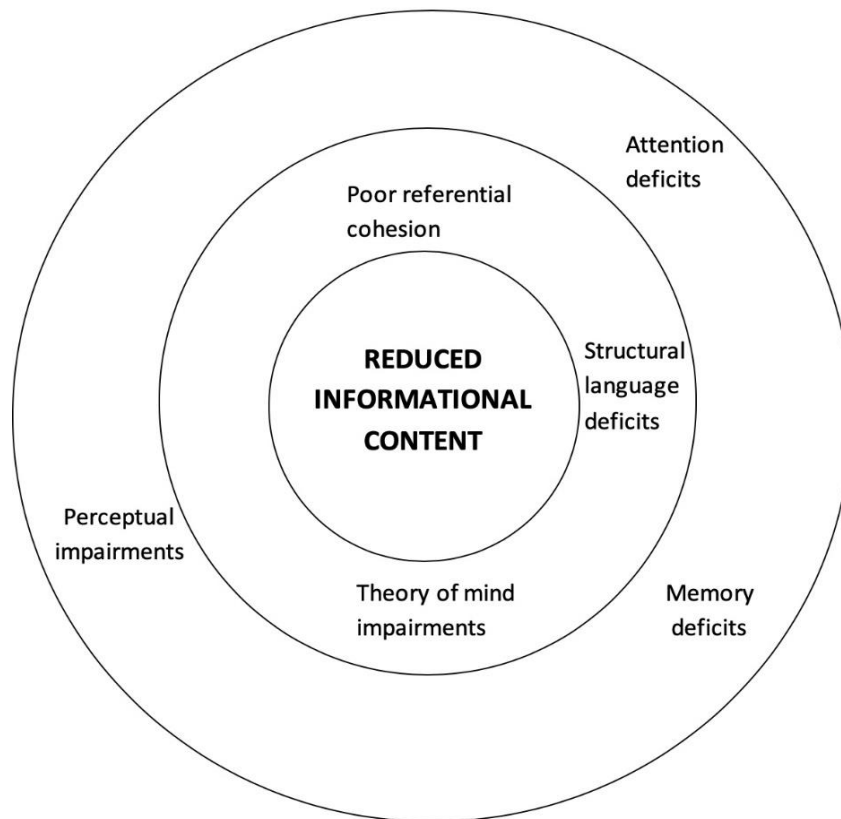 Attention
deficits
Poor referential
cohesion
REDUCED
INFORMATIONAL
CONTENT
Structural
language
deficits
Perceptual
impairments
Theory of mind
impairments
Memory
deficits